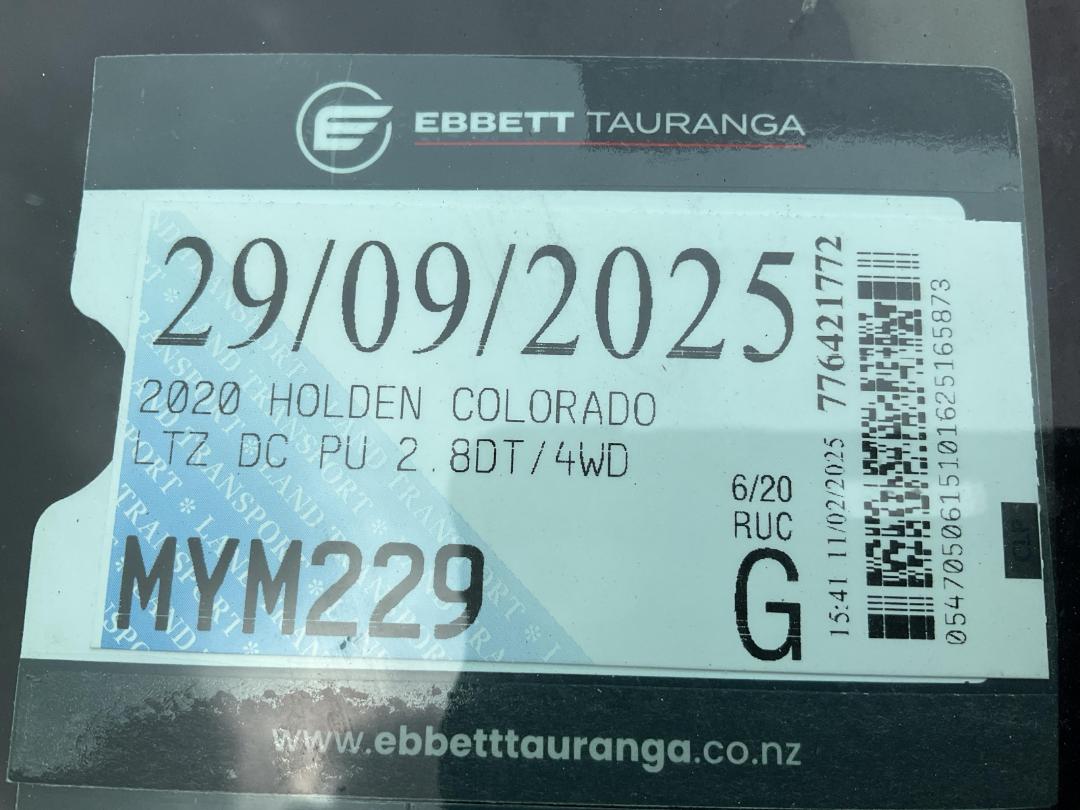 EBBETT TAURANGA
29/09/2025
2020 HOLDEN COLORADO
LTZ DC PU 2.8DT/4WD
6/20
RUC
MYM229
G
15:41 11/02/2025 776421772
0547050615101625165873
www.ebbetttauranga.co.nz